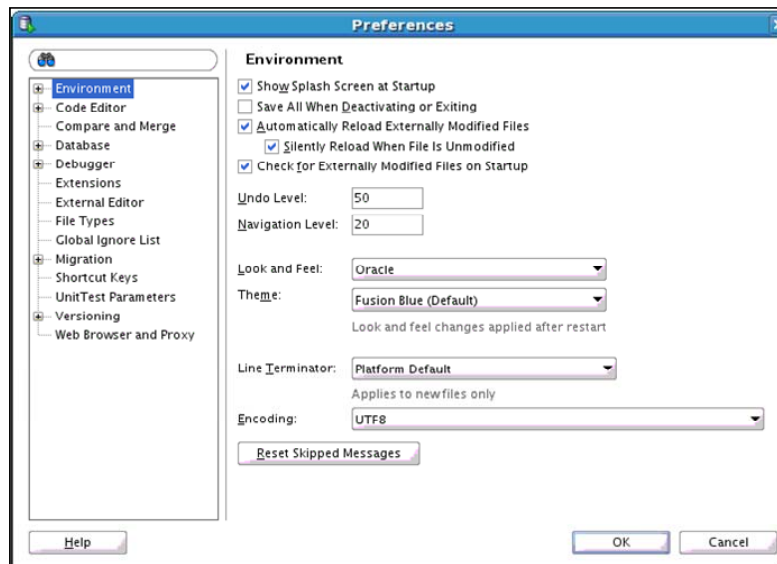 Preferences
Environment
Code Editor
Compare and Merge
Database
Debugger
Extensions
External Editor
File Types
Global Ignore List
Migration
Shortcut Keys
UnitTest Parameters
Versioning
Web Browser and Proxy
Environment
Show Splash Screen at Startup
Save All When Deactivating or Exiting
Automatically Reload Externally Modified Files
Silently Reload When File Is Unmodified
Check for Externally Modified Files on Startup
Undo Level: 50
Navigation Level: 20
Look and Feel: Oracle
Theme: Fusion Blue (Default)
Look and feel changes applied after restart
Line Terminator: Platform Default
Applies to new files only
Encoding: UTF8
Reset Skipped Messages
Help OK Cancel